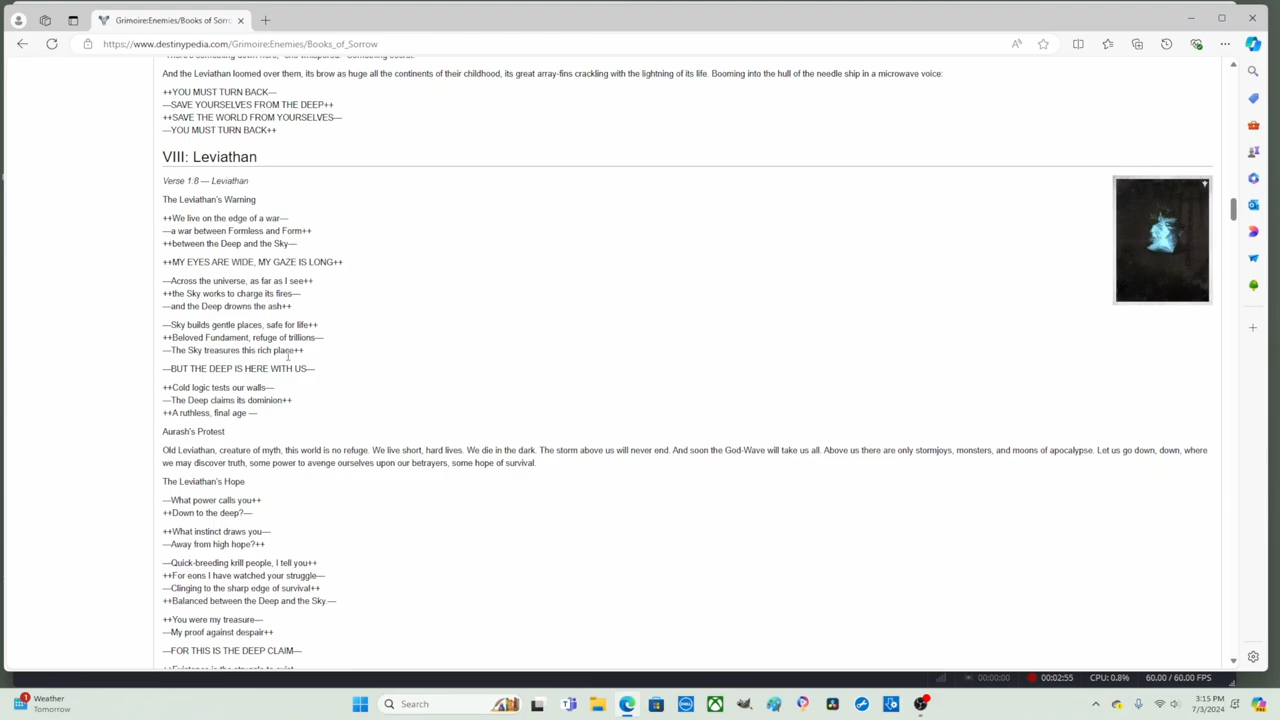 Grimoire:Enemies/Books of Sorro
https://www.destinypedia.com/Grimoire:Enemies/Books_of_Sorrow
And the Leviathan loomed over them, its brow as huge all the continents of their childhood, its great array-fins crackling with the lightning of its life. Booming into the hull of the needle ship in a microwave voice:
++YOU MUST TURN BACK—
—SAVE YOURSELVES FROM THE DEEP++
++SAVE THE WORLD FROM YOURSELVES—
—YOU MUST TURN BACK++
VIII: Leviathan
Verse 1:8 — Leviathan
The Leviathan's Warning
++We live on the edge of a war—
—a war between Formless and Form++
++between the Deep and the Sky—
++MY EYES ARE WIDE, MY GAZE IS LONG++
—Across the universe, as far as I see++
++the Sky works to charge its fires—
—and the Deep drowns the ash++
—Sky builds gentle places, safe for life++
++Beloved Fundament, refuge of trillions—
—The Sky treasures this rich place++
—BUT THE DEEP IS HERE WITH US—
++Cold logic tests our walls—
—The Deep claims its dominion++
++A ruthless, final age —
Aurash's Protest
Old Leviathan, creature of myth, this world is no refuge. We live short, hard lives. We die in the dark. The storm above us will never end. And soon the God-Wave will take us all. Above us there are only stormjoys, monsters, and moons of apocalypse. Let us go down, down, where
we may discover truth, some power to avenge ourselves upon our betrayers, some hope of survival.
The Leviathan's Hope
—What power calls you++
++Down to the deep?—
++What instinct draws you—
—Away from high hope?++
—Quick-breeding krill people, I tell you++
++For eons I have watched your struggle—
—Clinging to the sharp edge of survival++
++Balanced between the Deep and the Sky.—
++You were my treasure—
—My proof against despair++
—FOR THIS IS THE DEEP CLAIM—
++Existence is the struggle to exist
00:00:00
00:02:55
CPU: 0.8%
60.00 / 60.00 FPS
1
Weather
Tomorrow
Search
3:15 PM
7/3/2024